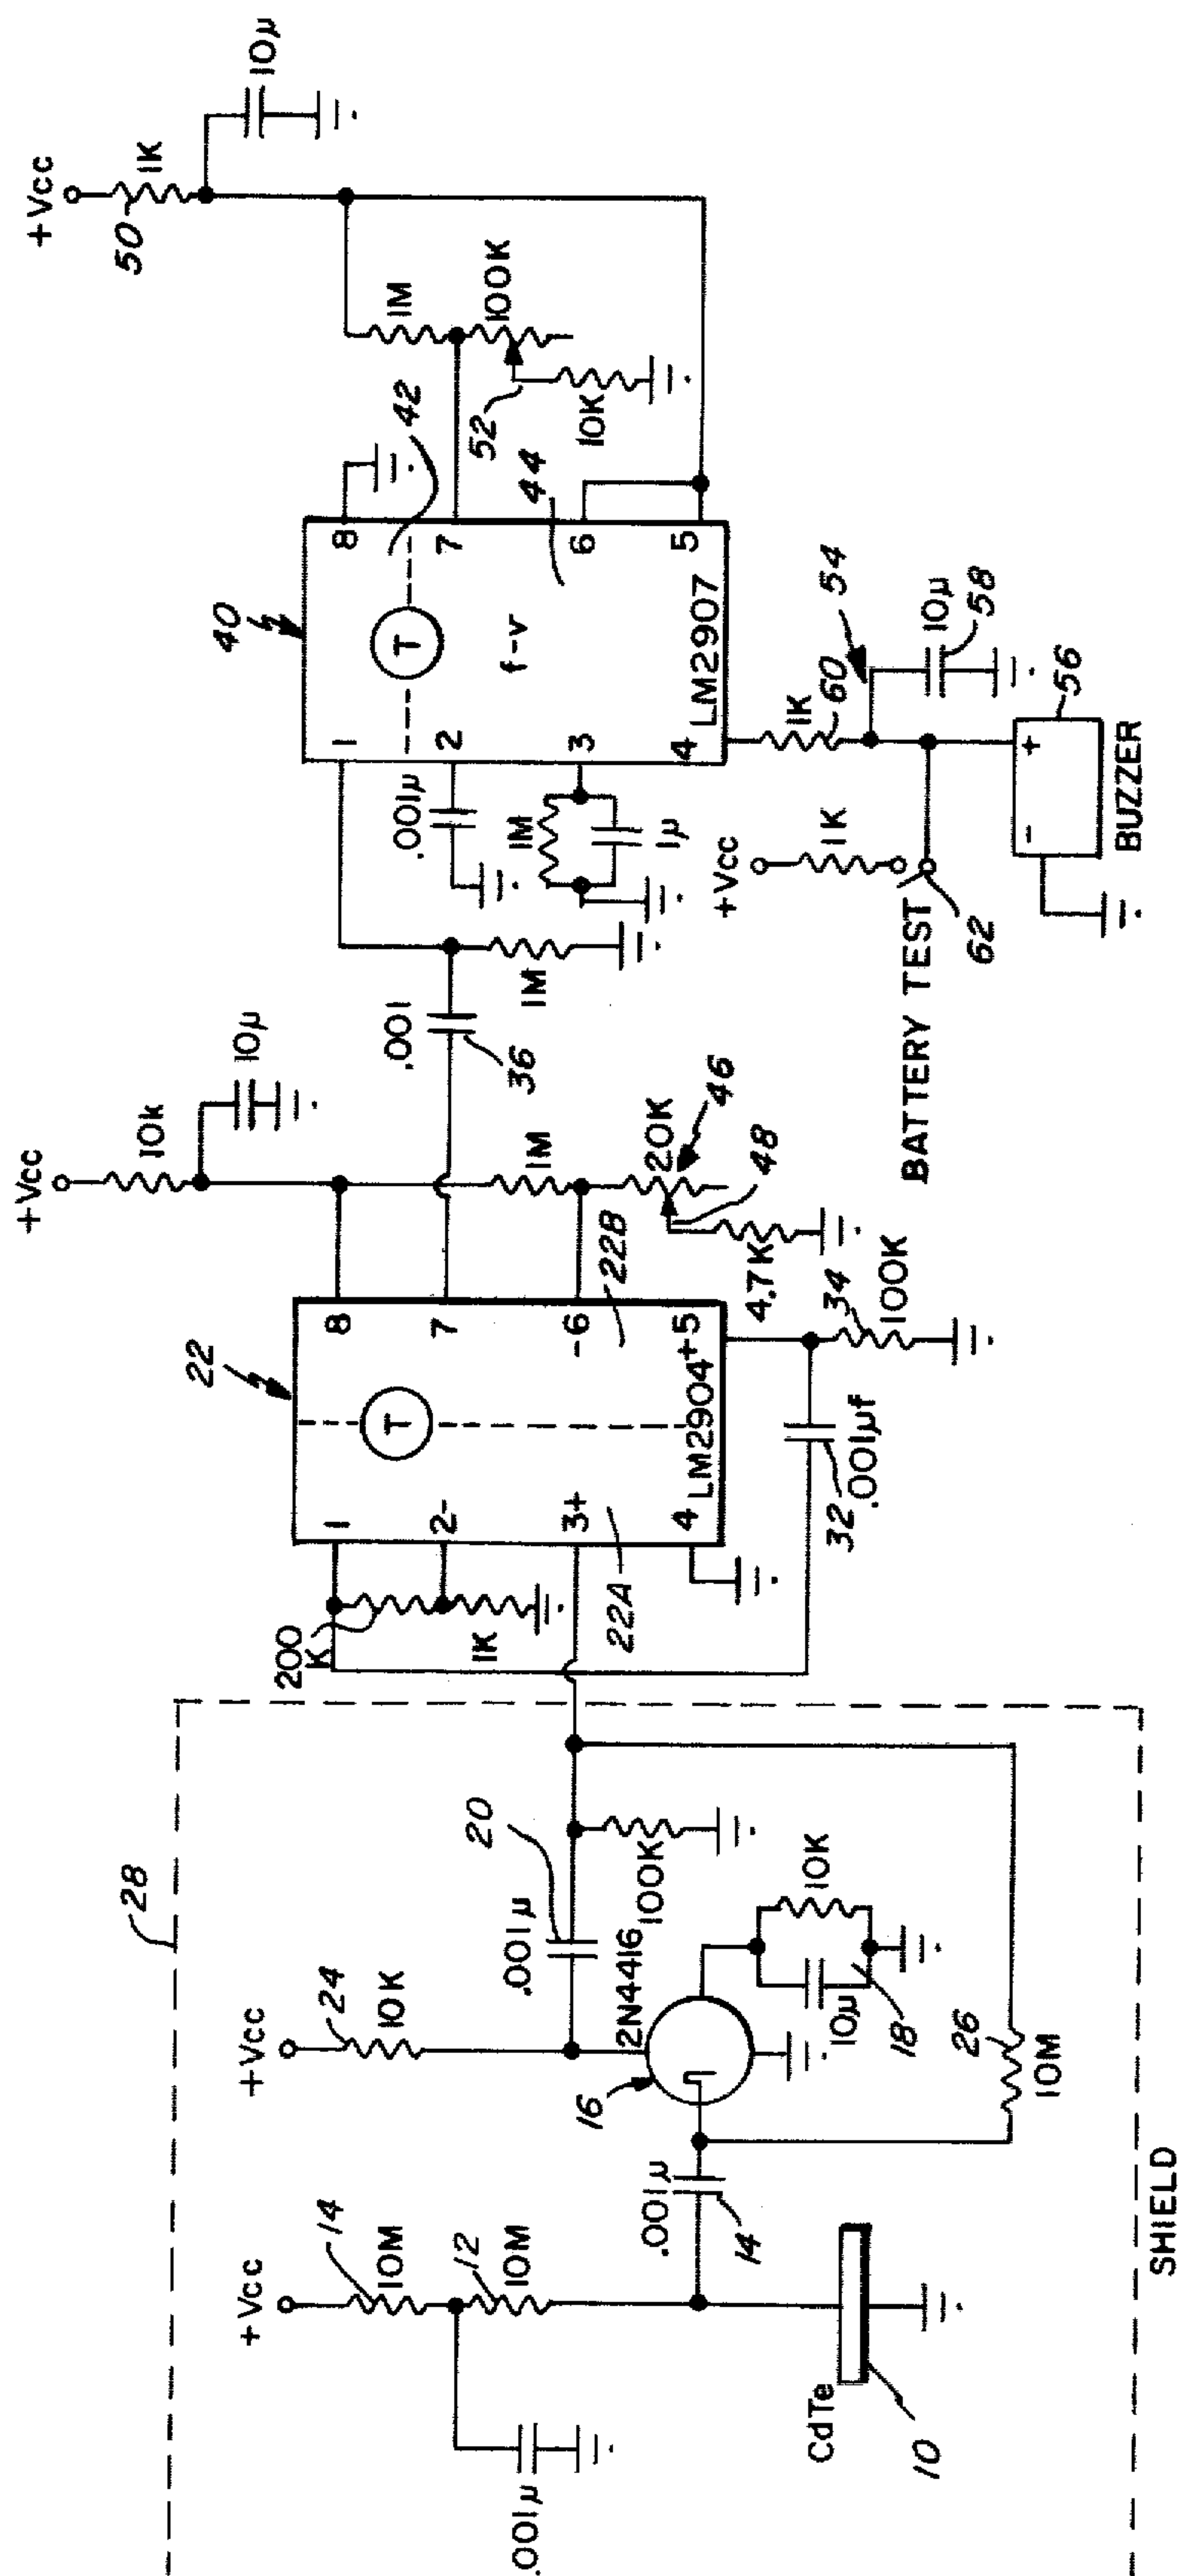 +Vcc
14
10M
12
10M
.001µ
CdTe
10
.001µ
14
28
+Vcc
24
10K
.001µ
20
2N4416
16
100K
10K
10µ
18
26
10M
SHIELD
200
K
1K
22
1
2-
3+
4
T
8
7
-6
+5
LM2904
22A
22B
32
.001µf
34
100K
+Vcc
10k
10µ
1M
20K
46
48
4.7K
.001
36
1M
.001µ
1M
1µ
40
1
2
3
4
T
f-v
8
7
6
5
LM2907
42
44
+Vcc
50
1K
10µ
1M
100K
52
10K
1K
60
54
10µ
58
+Vcc
1K
BATTERY TEST
62
+
-
56
BUZZER